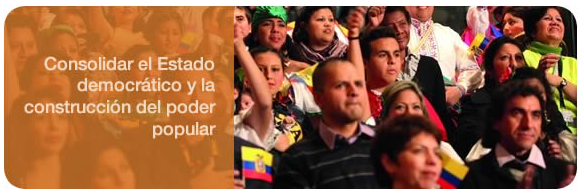 Consolidar el Estado
democrático y la
construcción del poder
popular